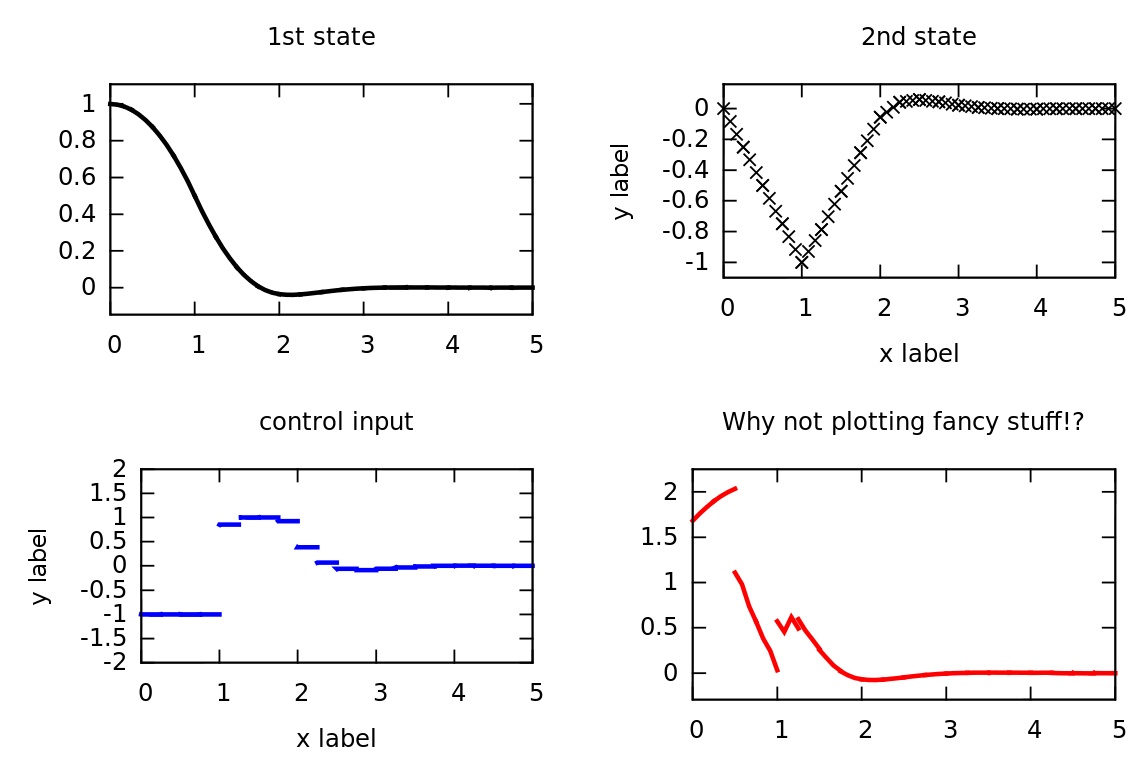 1st state
1
0.8
0.6
0.4
0.2
0
0 1 2 3 4 5
2nd state
y label
0
-0.2
-0.4
-0.6
-0.8
-1
0 1 2 3 4 5
x label
control input
y label
2
1.5
1
0.5
0
-0.5
-1
-1.5
-2
0 1 2 3 4 5
x label
Why not plotting fancy stuff!?
2
1.5
1
0.5
0
0 1 2 3 4 5